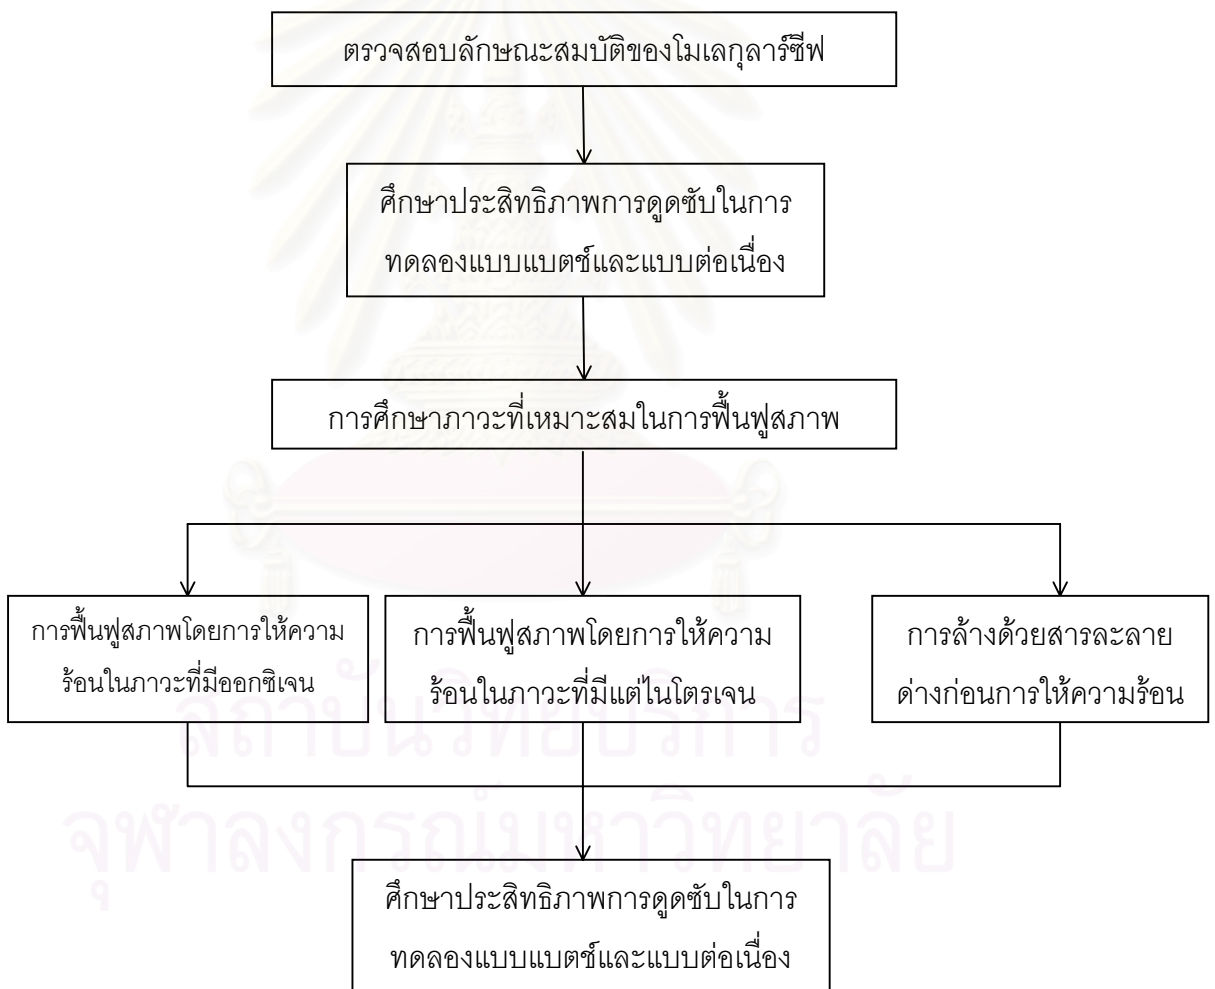 ตรวจสอบลักษณะสมบัติของโมเลกุลาร์ซีฟ
ศึกษาประสิทธิภาพการดูดซับในการ
ทดลองแบบแบตช์และแบบต่อเนื่อง
การศึกษาภาวะที่เหมาะสมในการฟื้นฟูสภาพ
การฟื้นฟูสภาพโดยการให้ความ
ร้อนในภาวะที่มีออกซิเจน
การฟื้นฟูสภาพโดยการให้ความ
ร้อนในภาวะที่มีแต่ไนโตรเจน
การล้างด้วยสารละลาย
ด่างก่อนการให้ความร้อน
สถาบันวิทยบริการ
จุฬาลงกรณ์มหาวิทยาลัย
ศึกษาประสิทธิภาพการดูดซับในการ
ทดลองแบบแบตช์และแบบต่อเนื่อง